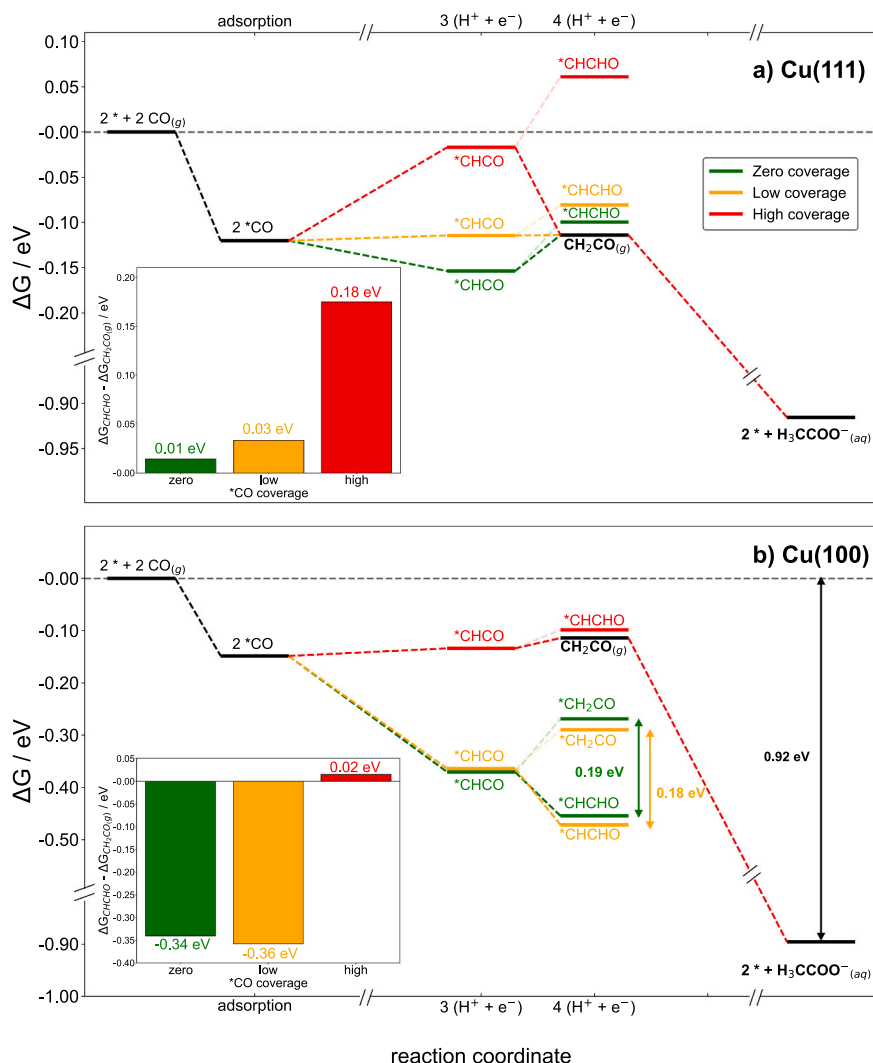 adsorption
3 (H⁺ + e⁻)
4 (H⁺ + e⁻)
a) Cu(111)
0.10
0.05
-0.00
-0.05
-0.10
-0.15
-0.20
-0.90
-0.95
ΔG / eV
2 * + 2 CO(g)
2 *CO
*CHCO
*CHCO
*CHCO
*CHCHO
*CHCHO
*CHCHO
CH₂CO(g)
2 * + H₃CCOO⁻(aq)
Zero coverage
Low coverage
High coverage
ΔG_CHCHO - ΔG_CH₂CO(g) / eV
0.20
0.15
0.10
0.05
-0.00
0.01 eV
0.03 eV
0.18 eV
zero
low
high
*CO coverage
b) Cu(100)
-0.00
-0.10
-0.20
-0.30
-0.40
-0.50
-0.90
-1.00
ΔG / eV
2 * + 2 CO(g)
2 *CO
*CHCO
*CHCO
*CHCO
*CHCHO
CH₂CO(g)
*CH₂CO
*CH₂CO
*CHCHO
*CHCHO
0.19 eV
0.18 eV
0.92 eV
2 * + H₃CCOO⁻(aq)
ΔG_CHCHO - ΔG_CH₂CO(g) / eV
0.05
-0.00
-0.05
-0.10
-0.15
-0.20
-0.25
-0.30
-0.35
-0.40
-0.34 eV
-0.36 eV
0.02 eV
zero
low
high
*CO coverage
adsorption
3 (H⁺ + e⁻)
4 (H⁺ + e⁻)
reaction coordinate